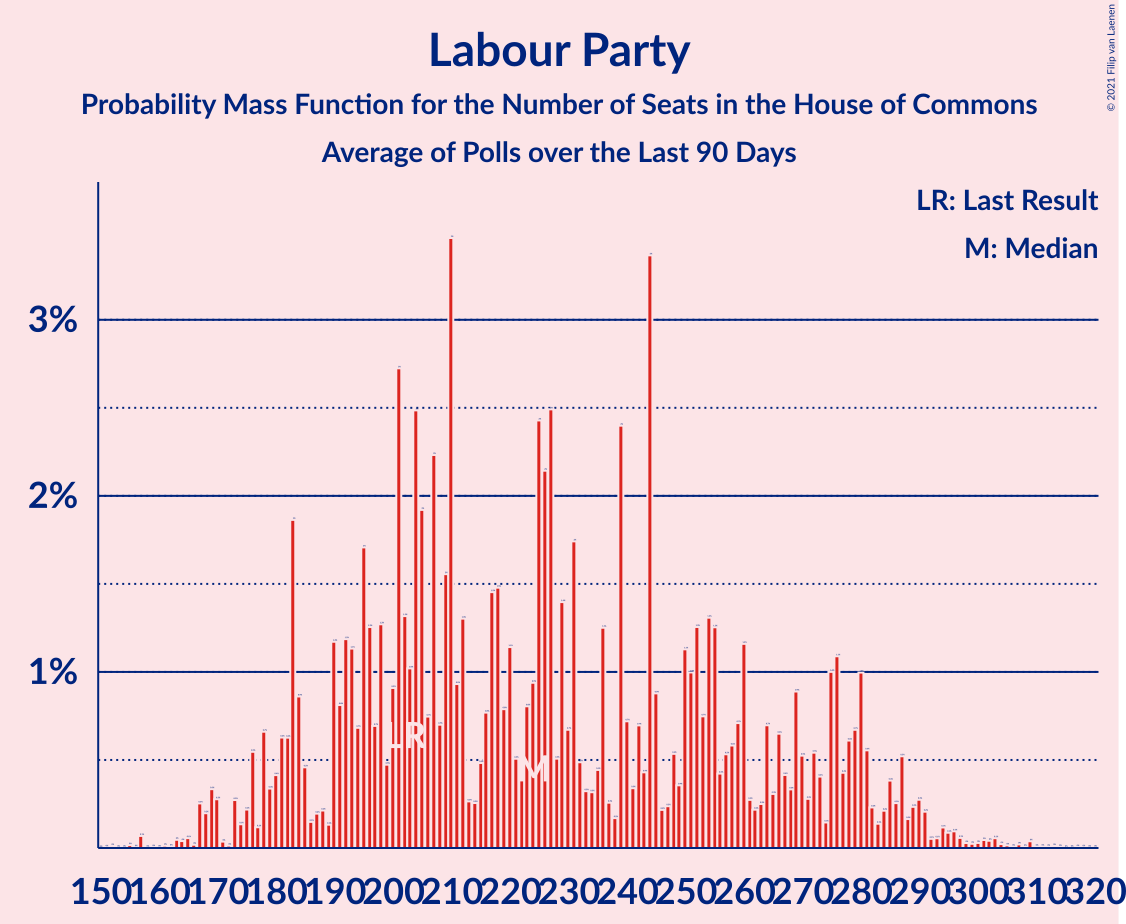 Labour Party
Probability Mass Function for the Number of Seats in the House of Commons
Average of Polls over the Last 90 Days
© 2021 Filip van Laenen
LR: Last Result
M: Median
3%
2%
1%
LR
M
150 160 170 180 190 200 210 220 230 240 250 260 270 280 290 300 310 320